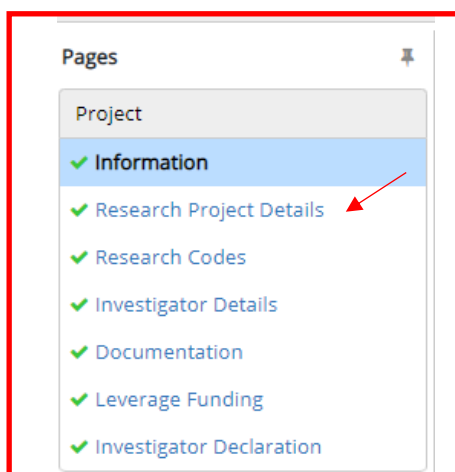 Pages
Project
Information
Research Project Details
Research Codes
Investigator Details
Documentation
Leverage Funding
Investigator Declaration